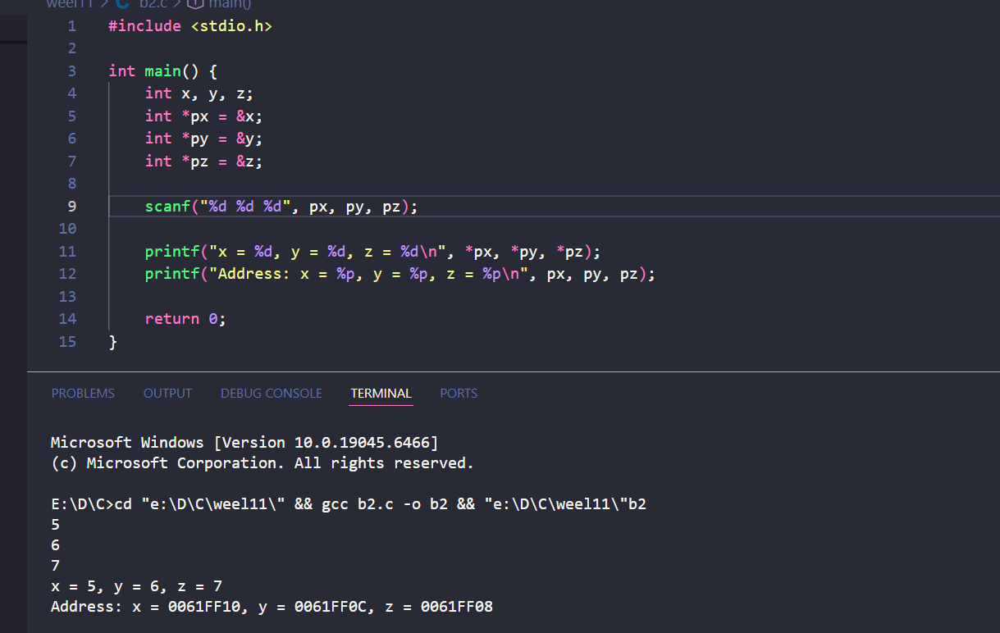 weel11 > C b2.c > main()
1 #include <stdio.h>
2
3 int main() {
4     int x, y, z;
5     int *px = &x;
6     int *py = &y;
7     int *pz = &z;
8
9     scanf("%d %d %d", px, py, pz);
10
11     printf("x = %d, y = %d, z = %d\n", *px, *py, *pz);
12     printf("Address: x = %p, y = %p, z = %p\n", px, py, pz);
13
14     return 0;
15 }
PROBLEMS OUTPUT DEBUG CONSOLE TERMINAL PORTS
Microsoft Windows [Version 10.0.19045.6466]
(c) Microsoft Corporation. All rights reserved.
E:\D\C>cd "e:\D\C\weel11\" && gcc b2.c -o b2 && "e:\D\C\weel11\"b2
5
6
7
x = 5, y = 6, z = 7
Address: x = 0061FF10, y = 0061FF0C, z = 0061FF08